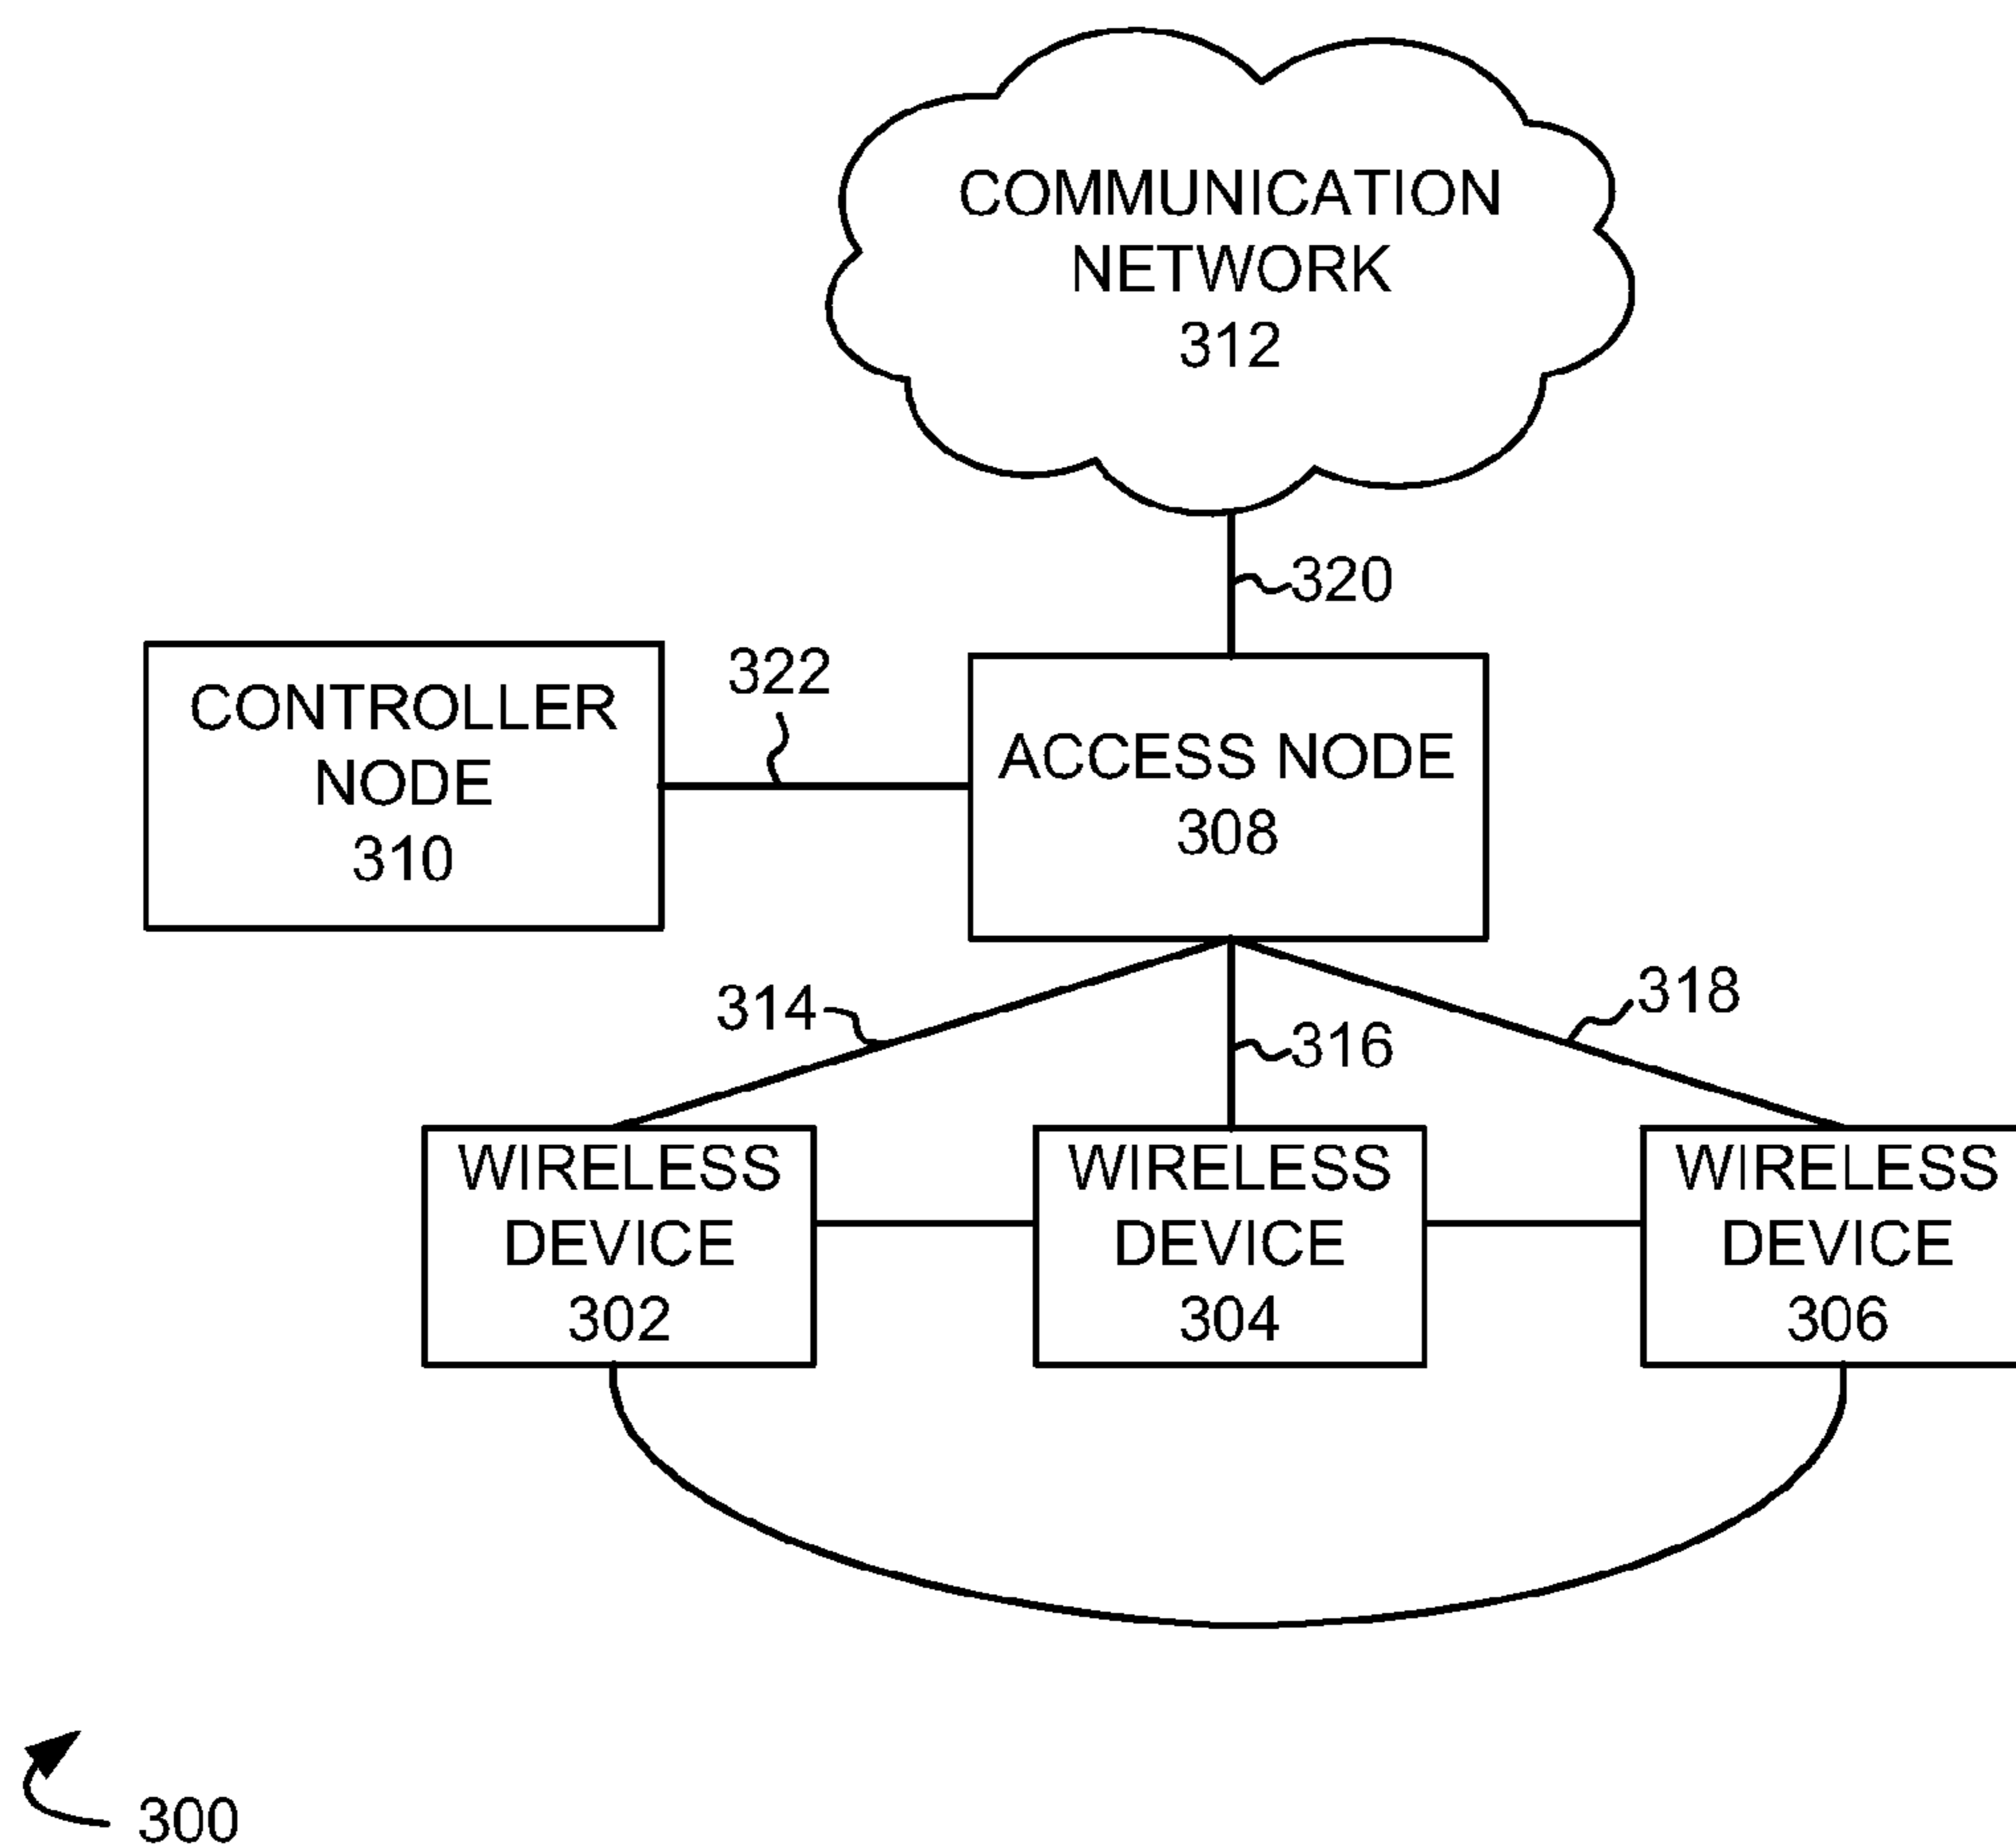 COMMUNICATION
NETWORK
312
320
CONTROLLER
NODE
310
322
ACCESS NODE
308
314
316
318
WIRELESS
DEVICE
302
WIRELESS
DEVICE
304
WIRELESS
DEVICE
306
300